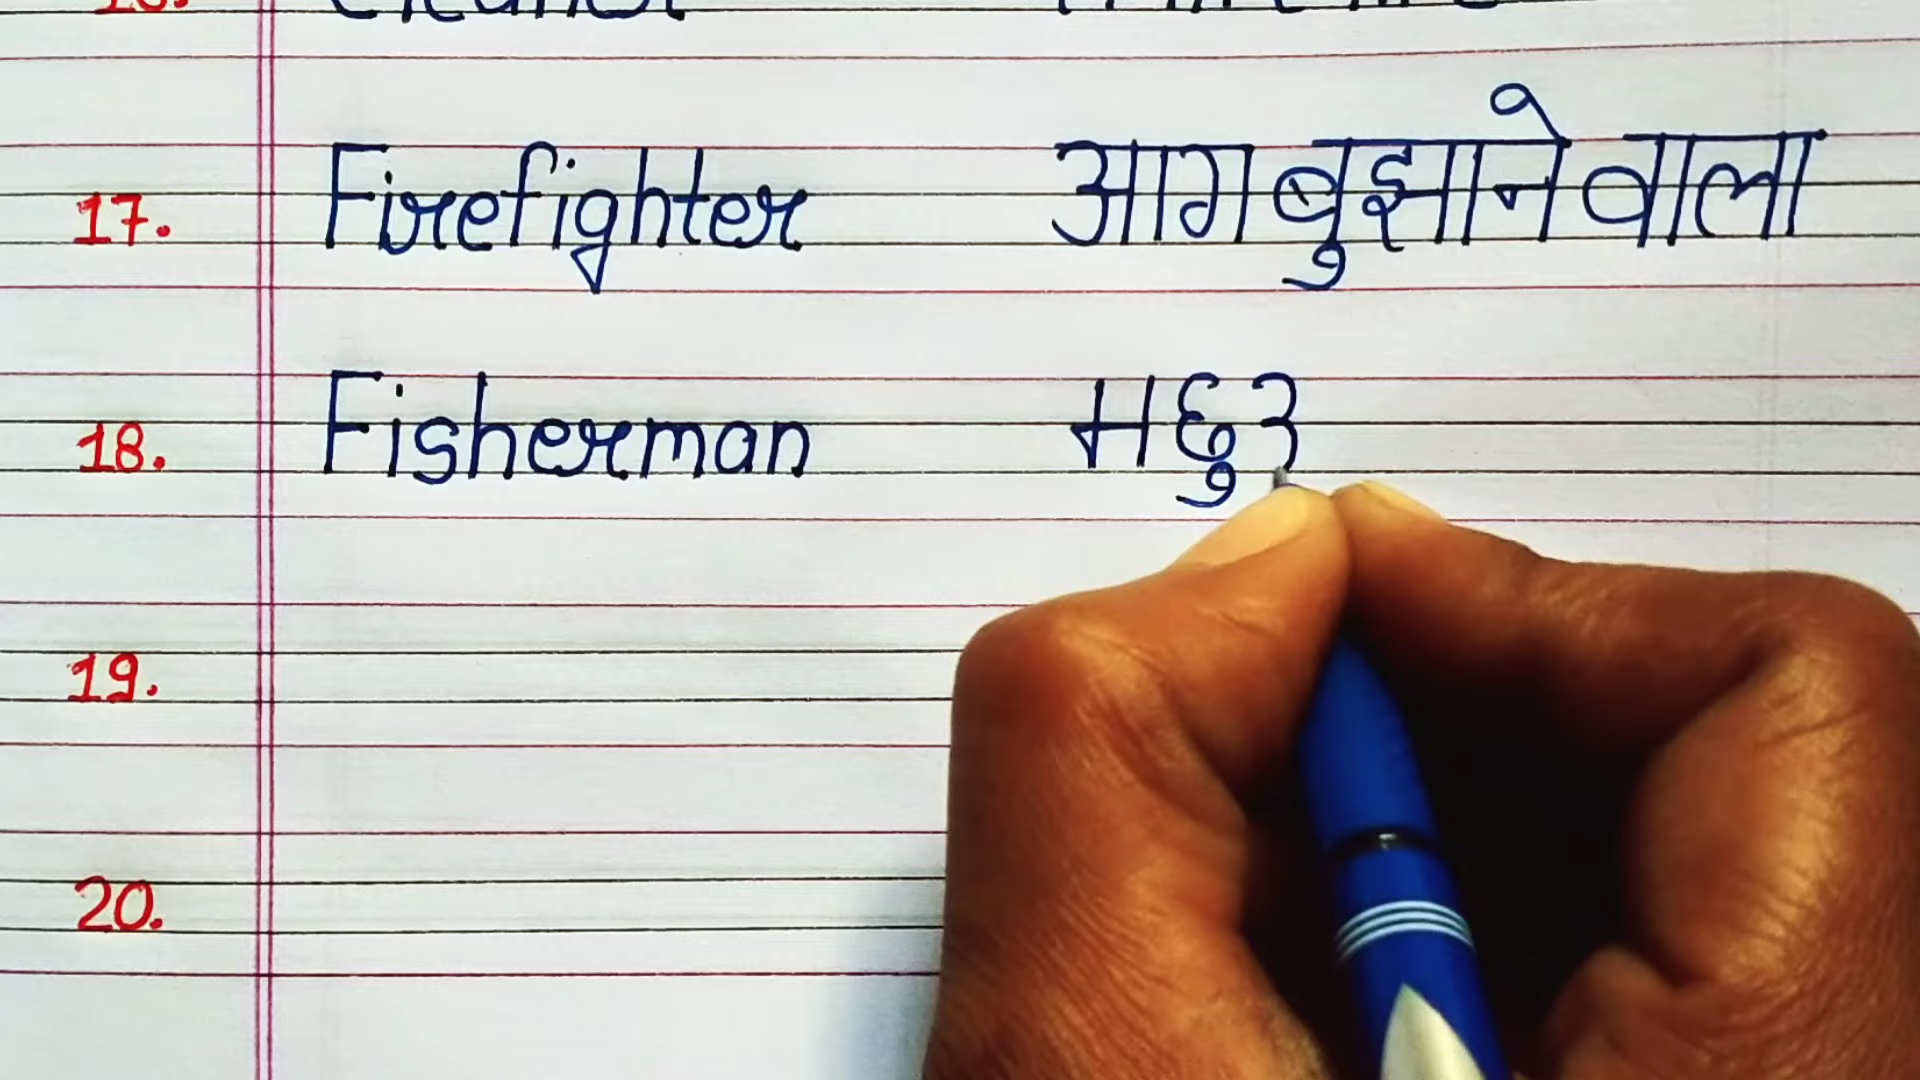 17. Firefighter आग बुझाने वाला
18. Fisherman मछु
19.
20.